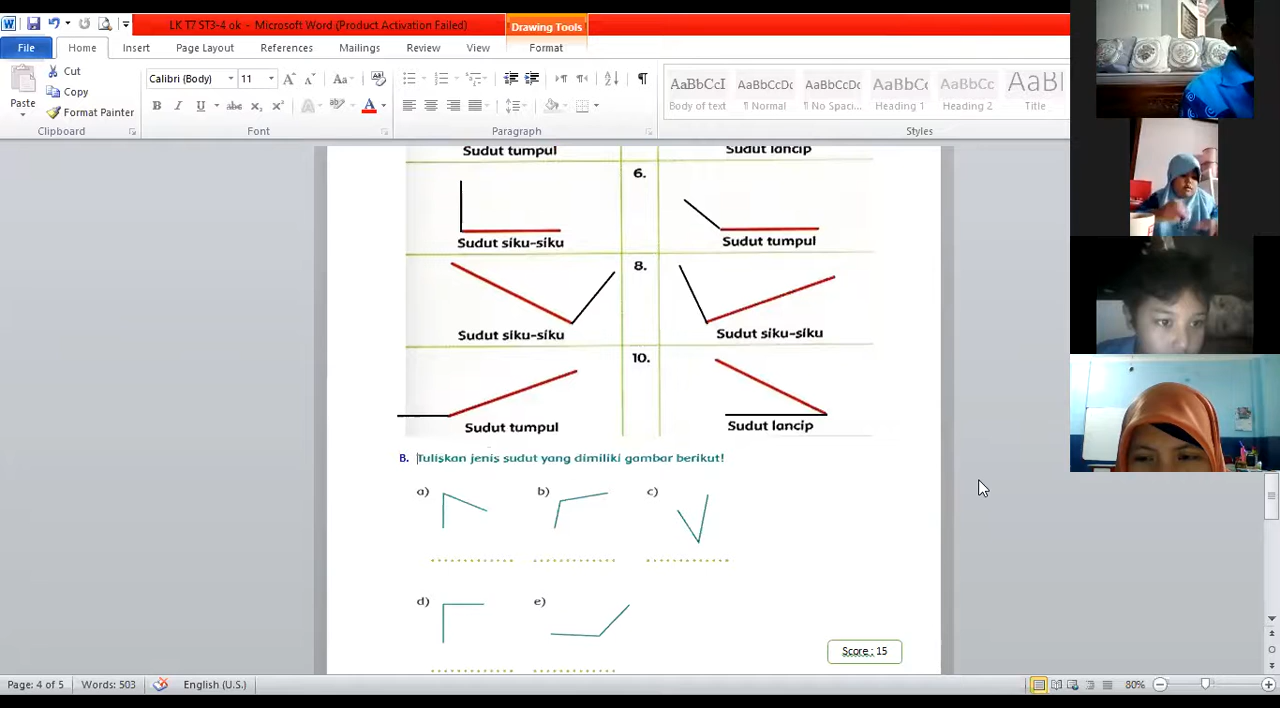 LK T7 ST3-4 ok - Microsoft Word (Product Activation Failed)
Drawing Tools
File Home Insert Page Layout References Mailings Review View Format
Cut
Calibri (Body) 11
AaBbCcI AaBbCcDc AaBbCcDc AaBbCc AaBbCc AaBl
Copy
Paste
Format Painter
Body of text ¶ Normal ¶ No Spac... Heading 1 Heading 2 Title
Clipboard Font Paragraph Styles
Sudut tumpul Sudut lancip
6.
Sudut siku-siku Sudut tumpul
8.
Sudut siku-siku Sudut siku-siku
10.
Sudut tumpul Sudut lancip
B. Tuliskan jenis sudut yang dimiliki gambar berikut!
a) b) c)
d) e)
Score : 15
Page: 4 of 5 Words: 503 English (U.S.) 80%